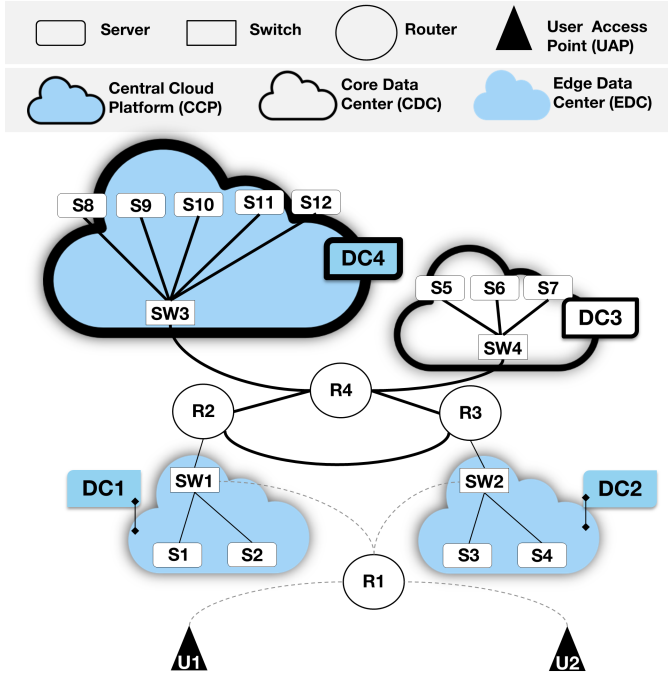 Server
Switch
Router
User Access
Point (UAP)
Central Cloud
Platform (CCP)
Core Data
Center (CDC)
Edge Data
Center (EDC)
S8
S9
S10
S11
S12
DC4
SW3
S5
S6
S7
DC3
SW4
R4
R2
R3
DC1
SW1
SW2
DC2
S1
S2
S3
S4
R1
U1
U2